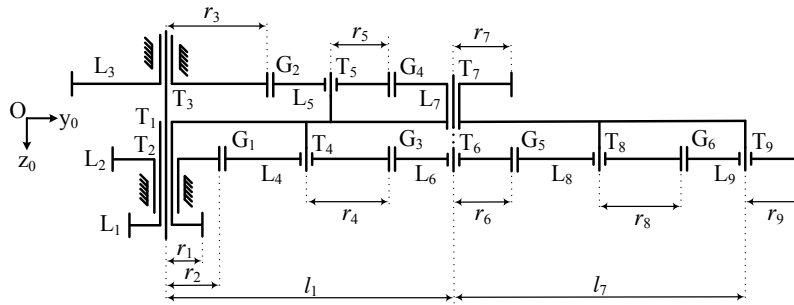 r3 r5 r7
L3 G2 T5 G4 T7
T3 L5 L7
O y0 T1
z0 T2 G1 T4 G3 T6 G5 T8 G6 T9
L2 L4 L6 L8 L9
L1 r1 r4 r6 r8 r9
r2
l1 l7